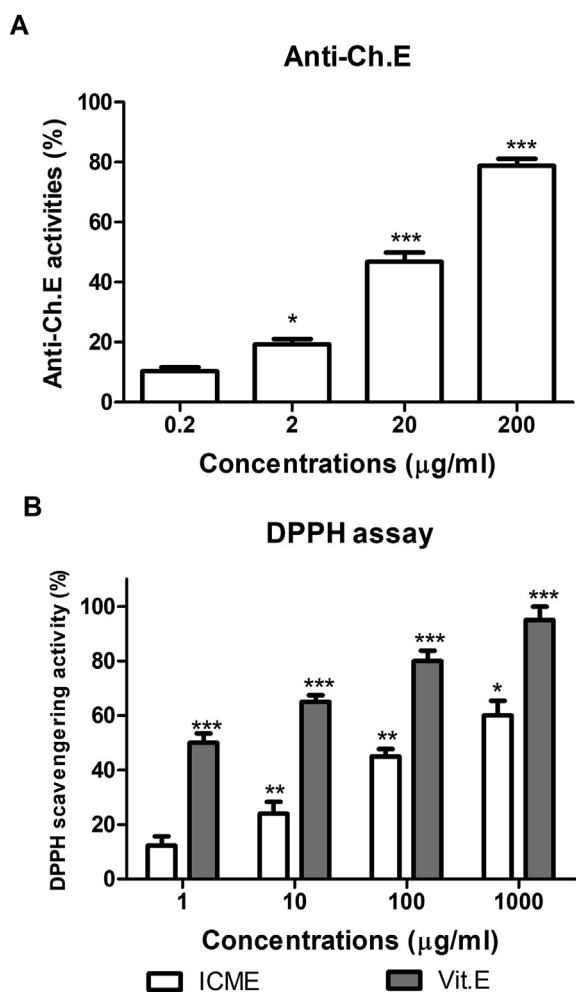 A
Anti-Ch.E
Anti-Ch.E activities (%)
100
80
60
40
20
0
*
***
***
0.2 2 20 200
Concentrations (μg/ml)
B
DPPH assay
DPPH scavengering activity (%)
100
80
60
40
20
0
***
**
***
**
***
*
***
1 10 100 1000
Concentrations (μg/ml)
ICME Vit.E